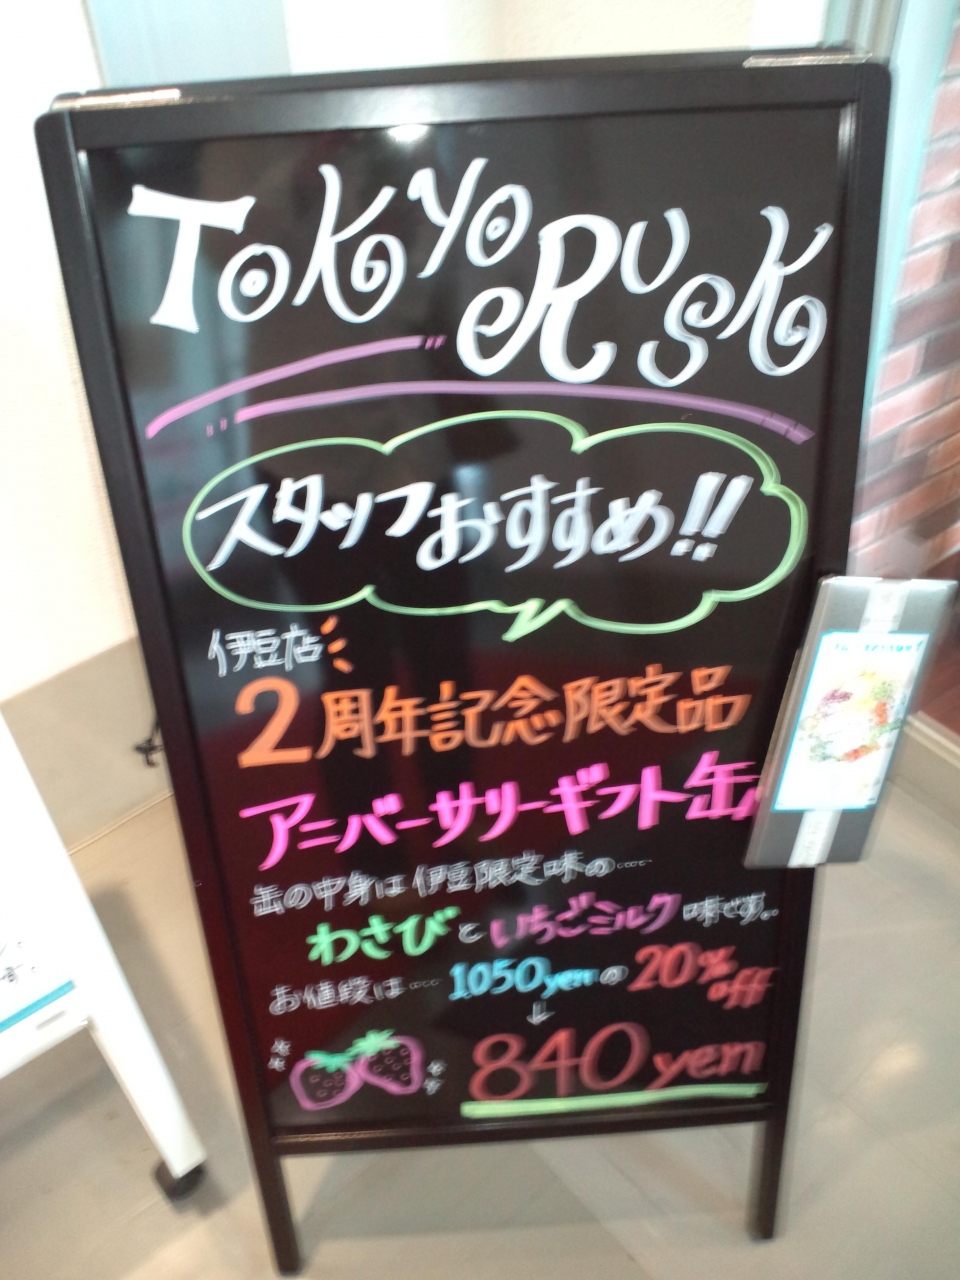 TOKYO RUSK
スタッフおすすめ!!
伊豆店
2周年記念限定品
アニバーサリーギフト缶
缶の中身は伊豆限定味の……
わさびといちごミルク味です。
お値段は…… 1050yenの20%off
↓
840yen